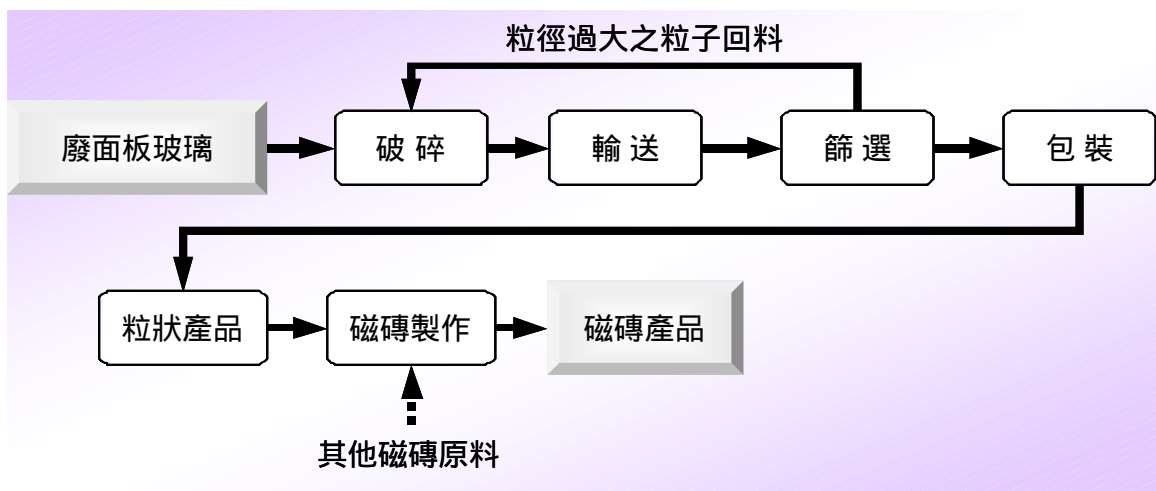 粒徑過大之粒子回料
廢面板玻璃
破碎
輸送
篩選
包裝
粒狀產品
磁磚製作
磁磚產品
其他磁磚原料